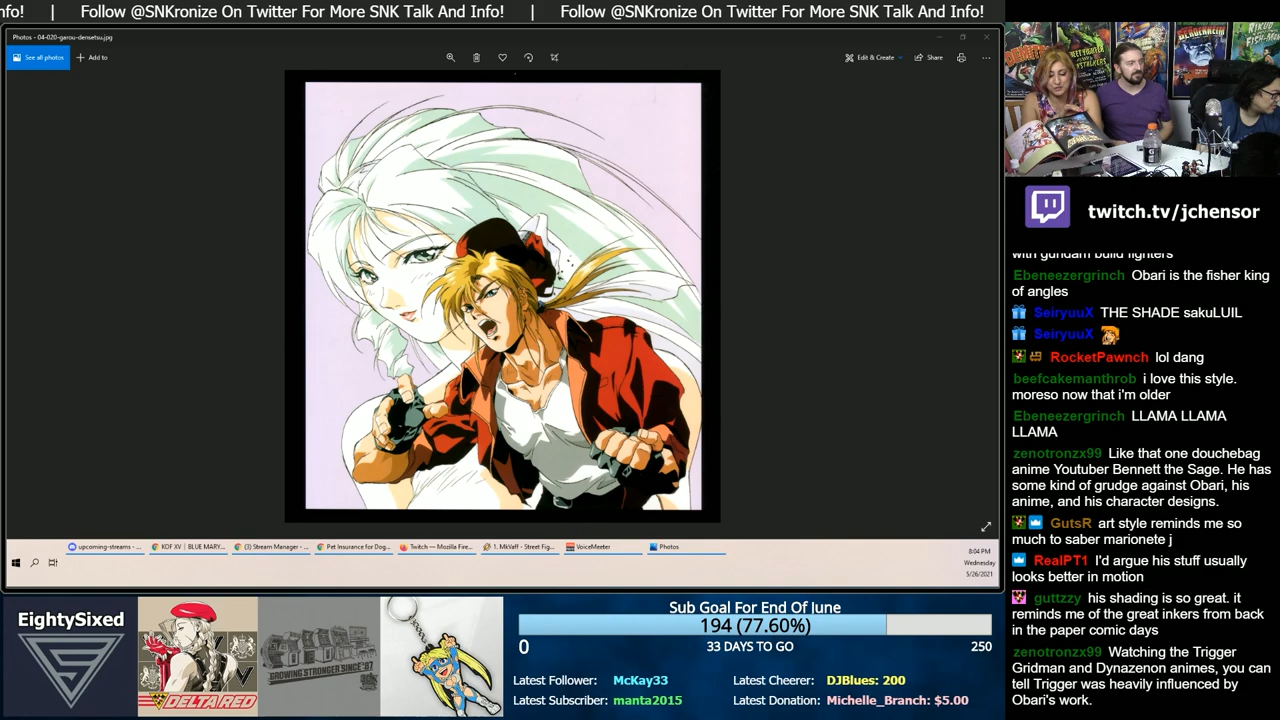 nfo!     |     Follow @SNKronize On Twitter For More SNK Talk And Info!     |     Follow @SNKronize On Twitter For More SNK Talk And Info!
Photos - 04-020-garou-densetsu.jpg
See all photos
Add to
Edit & Create
Share
twitch.tv/jchensor
with gundam build fighters
Ebeneezergrinch Obari is the fisher king
of angles
SeiryuuX THE SHADE sakuLUIL
SeiryuuX
RocketPawnch lol dang
beefcakemanthrob i love this style.
moreso now that i'm older
Ebeneezergrinch LLAMA LLAMA
LLAMA
zenotronzx99 Like that one douchebag
anime Youtuber Bennett the Sage. He has
some kind of grudge against Obari, his
anime, and his character designs.
GutsR art style reminds me so
much to saber marionete j
RealPT1 I'd argue his stuff usually
looks better in motion
guttzzy his shading is so great. it
reminds me of the great inkers from back
in the paper comic days
zenotronzx99 Watching the Trigger
Gridman and Dynazenon animes, you can
tell Trigger was heavily influenced by
Obari's work.
upcoming-streams - ...
KOF XV | BLUE MARY...
(3) Stream Manager - ...
Pet Insurance for Dog...
Twitch — Mozilla Fire...
1. MkVaff - Street Fig...
VoiceMeeter
Photos
8:04 PM
Wednesday
5/26/2021
EightySixed
DELTA RED
GROWING STRONGER SINCE '87
Sub Goal For End Of June
194 (77.60%)
0
33 DAYS TO GO
250
Latest Follower: McKay33
Latest Cheerer: DJBlues: 200
Latest Subscriber: manta2015
Latest Donation: Michelle_Branch: $5.00